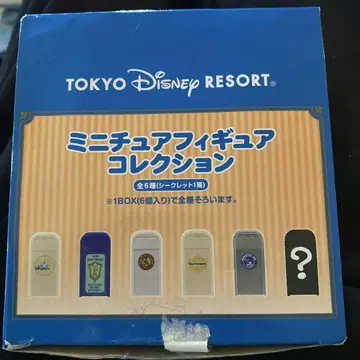 TOKYO Disney RESORT®
ミニチュアフィギュア
コレクション
全6種(シークレット1種)
※1BOX(6個入り)で全種そろいます。
?